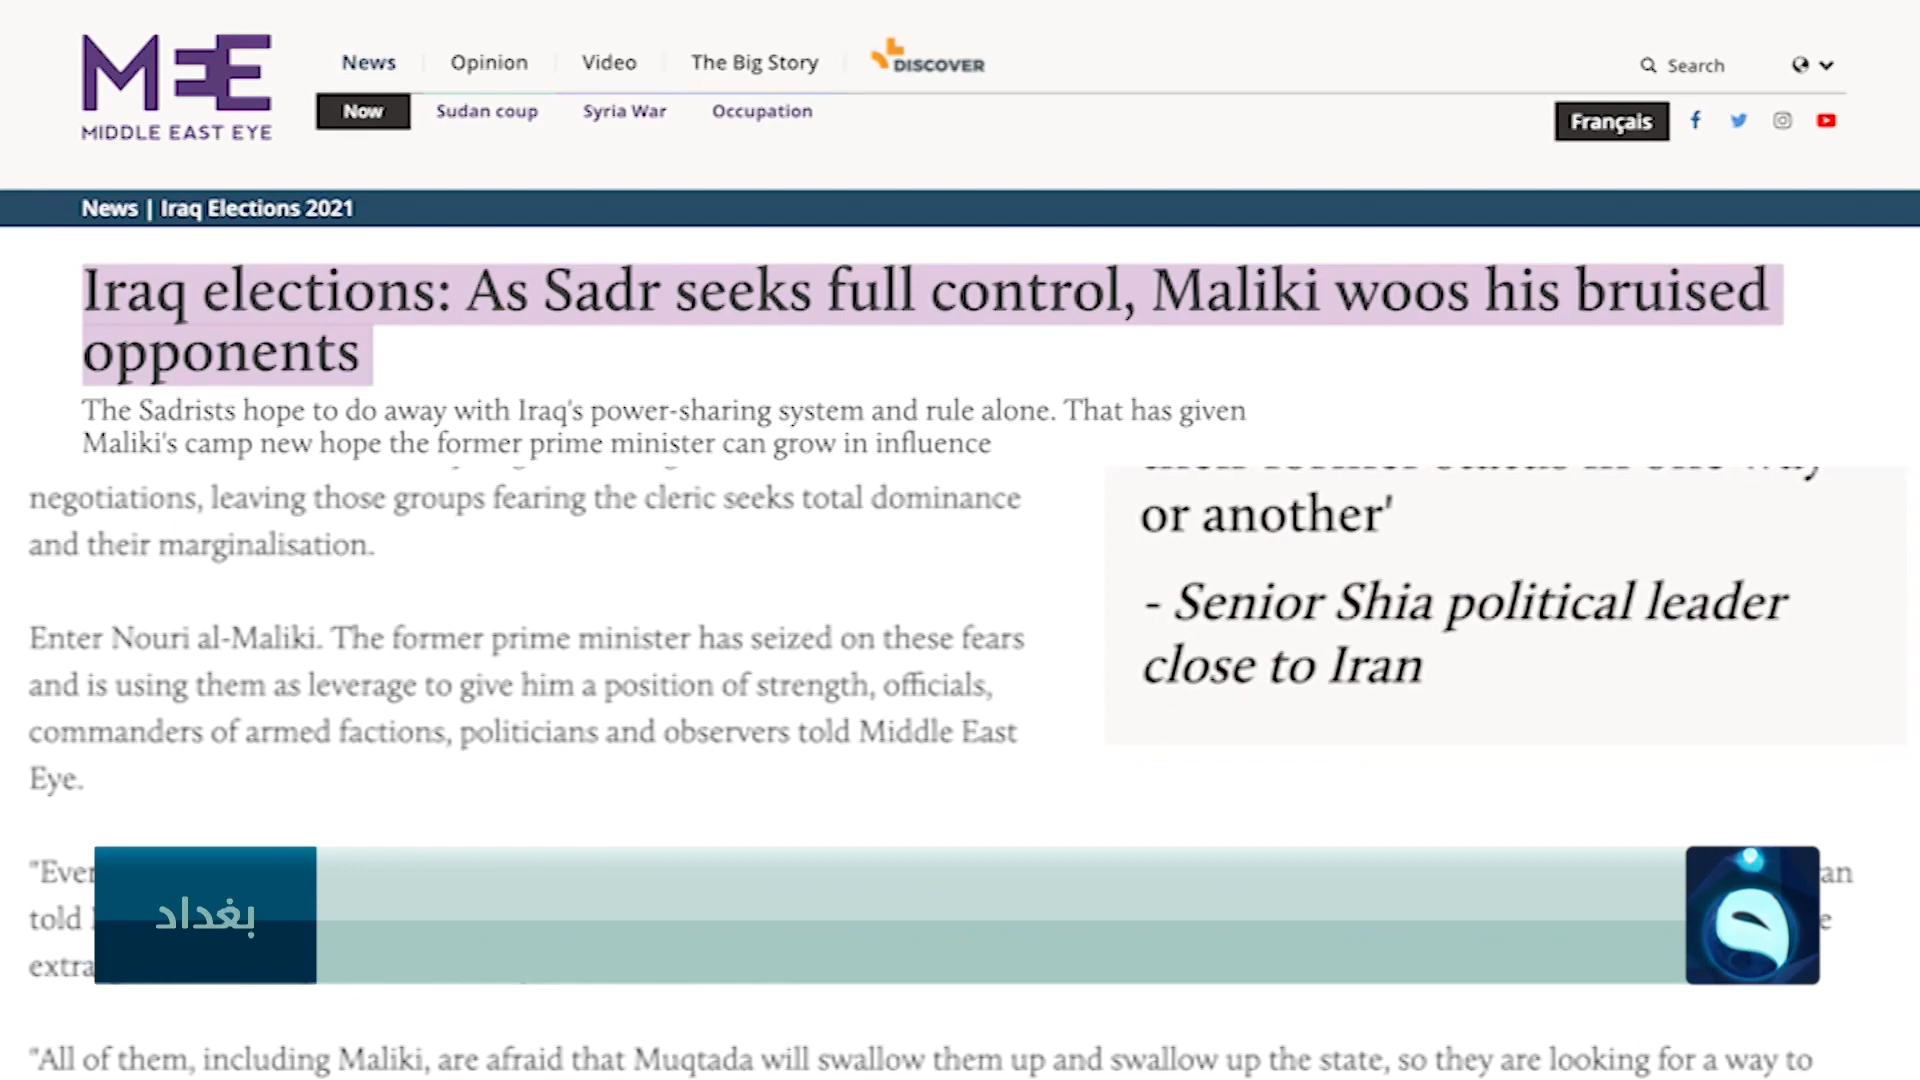 MEE
MIDDLE EAST EYE
News
Opinion
Video
The Big Story
DISCOVER
Search
Now
Sudan coup
Syria War
Occupation
Français
News | Iraq Elections 2021
Iraq elections: As Sadr seeks full control, Maliki woos his bruised
opponents
The Sadrists hope to do away with Iraq's power-sharing system and rule alone. That has given
Maliki's camp new hope the former prime minister can grow in influence
negotiations, leaving those groups fearing the cleric seeks total dominance
and their marginalisation.
Enter Nouri al-Maliki. The former prime minister has seized on these fears
and is using them as leverage to give him a position of strength, officials,
commanders of armed factions, politicians and observers told Middle East
Eye.
or another'
- Senior Shia political leader
close to Iran
told
بغداد
"All of them, including Maliki, are afraid that Muqtada will swallow them up and swallow up the state, so they are looking for a way to